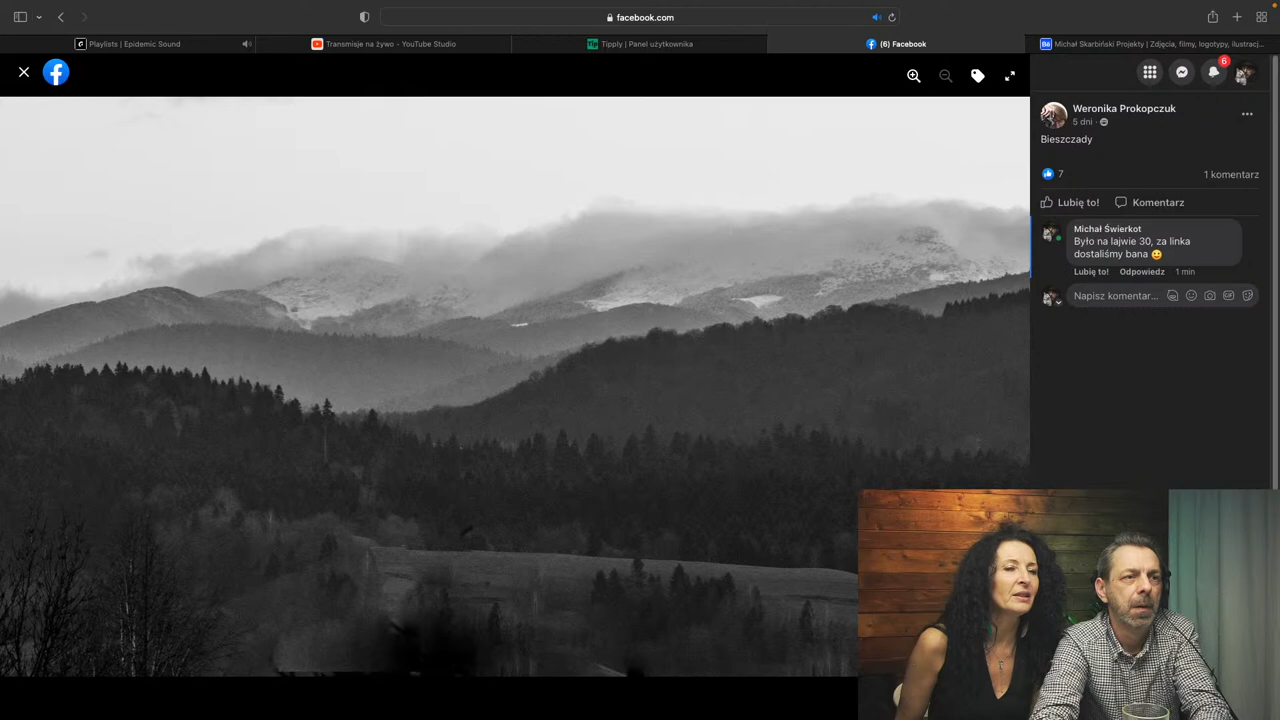 facebook.com
Playlists | Epidemic Sound
Transmisje na żywo - YouTube Studio
Tipply | Panel użytkownika
(6) Facebook
Michał Skarbiński Projekty | Zdjęcia, filmy, logotypy, ilustracj...
6
Weronika Prokopczuk
5 dni ·
Bieszczady
7
1 komentarz
Lubię to!
Komentarz
Michał Świerkot
Było na lajwie 30, za linka
dostaliśmy bana 😃
Lubię to! Odpowiedz 1 min
Napisz komentar...